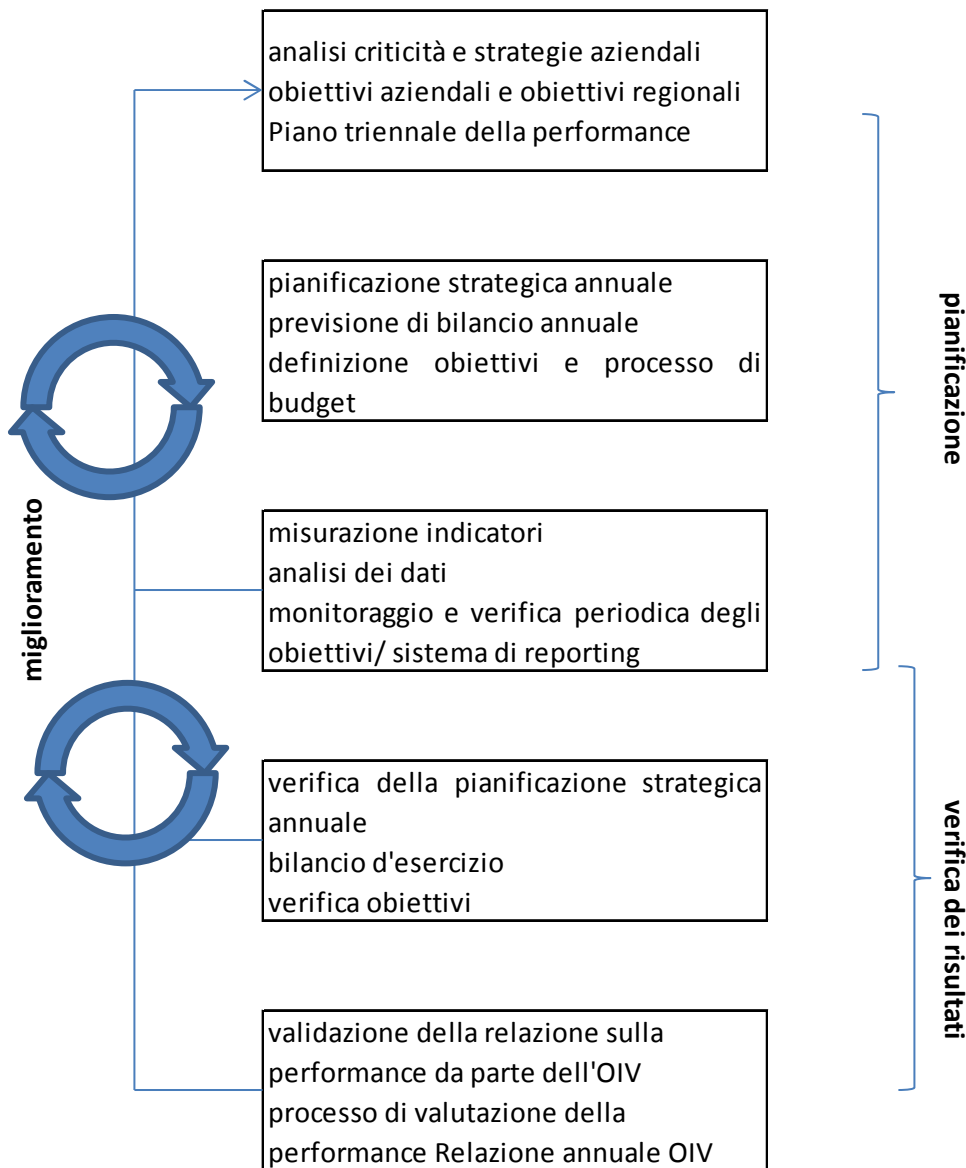 analisi criticità e strategie aziendali
obiettivi aziendali e obiettivi regionali
Piano triennale della performance
pianificazione strategica annuale
previsione di bilancio annuale
definizione obiettivi e processo di
budget
pianificazione
miglioramento
misurazione indicatori
analisi dei dati
monitoraggio e verifica periodica degli
obiettivi/ sistema di reporting
verifica della pianificazione strategica
annuale
bilancio d'esercizio
verifica obiettivi
verifica dei risultati
validazione della relazione sulla
performance da parte dell'OIV
processo di valutazione della
performance Relazione annuale OIV